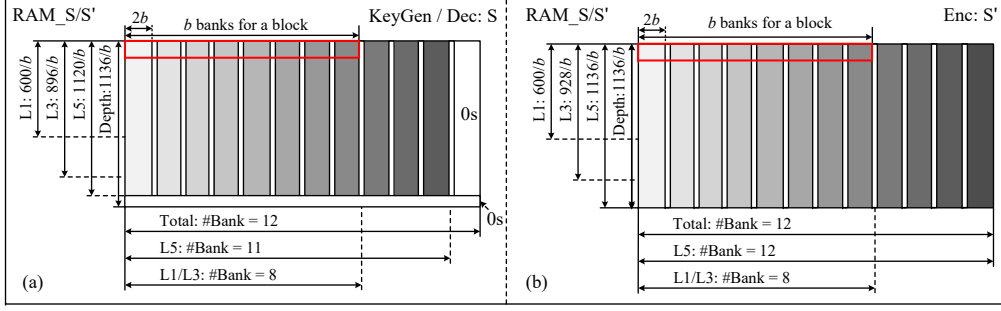 RAM_S/S'
KeyGen / Dec: S
2b
b banks for a block
L1: 600/b
L3: 896/b
L5: 1120/b
Depth:1136/b
0s
0s
Total: #Bank = 12
L5: #Bank = 11
L1/L3: #Bank = 8
(a)
RAM_S/S'
Enc: S'
2b
b banks for a block
L1: 600/b
L3: 928/b
L5: 1136/b
Depth:1136/b
Total: #Bank = 12
L5: #Bank = 12
L1/L3: #Bank = 8
(b)